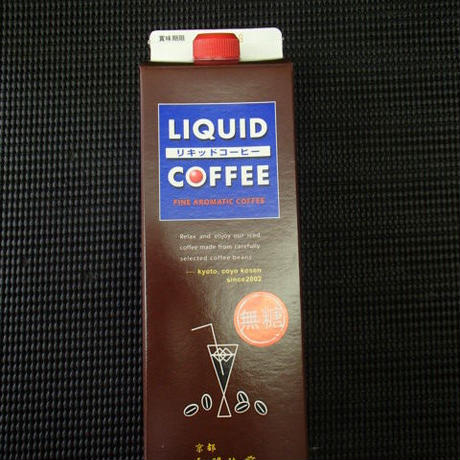 賞味期限
LIQUID
リキッドコーヒー
COFFEE
FINE AROMATIC COFFEE
Relax and enjoy our iced
coffee made from carefully
selected coffee beans
kyoto, coyo kosen
since2002
無糖
京都